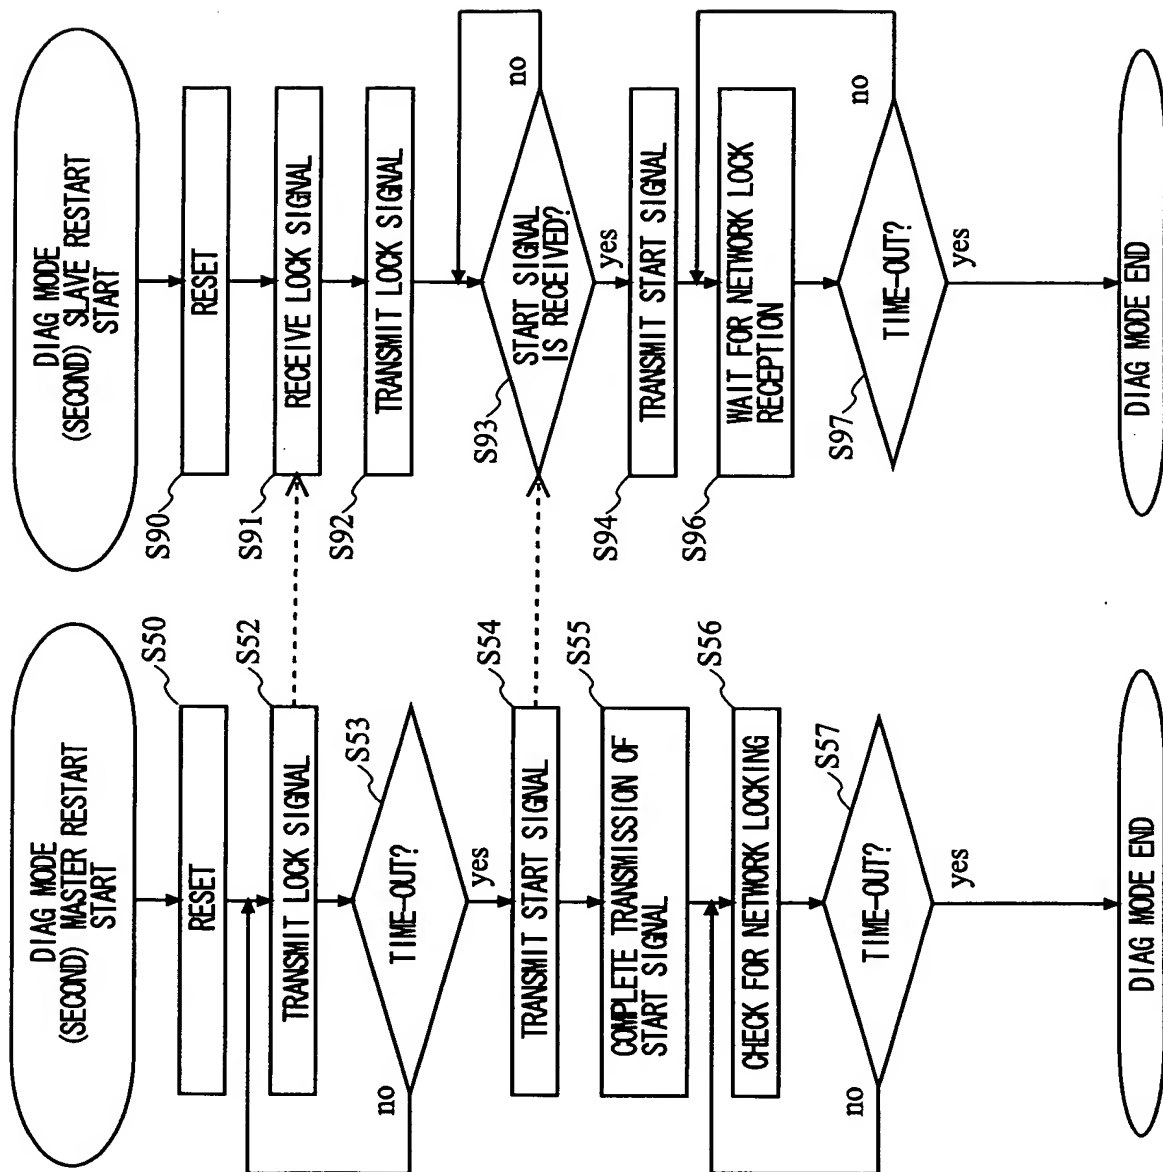 DIAG MODE
(SECOND) MASTER RESTART
START
S50
RESET
S52
TRANSMIT LOCK SIGNAL
S53
TIME-OUT?
no
yes
S54
TRANSMIT START SIGNAL
S55
COMPLETE TRANSMISSION OF
START SIGNAL
S56
CHECK FOR NETWORK LOCKING
S57
TIME-OUT?
no
yes
DIAG MODE END
DIAG MODE
(SECOND) SLAVE RESTART
START
S90
RESET
S91
RECEIVE LOCK SIGNAL
S92
TRANSMIT LOCK SIGNAL
S93
START SIGNAL
IS RECEIVED?
no
yes
S94
TRANSMIT START SIGNAL
S96
WAIT FOR NETWORK LOCK
RECEPTION
S97
TIME-OUT?
no
yes
DIAG MODE END